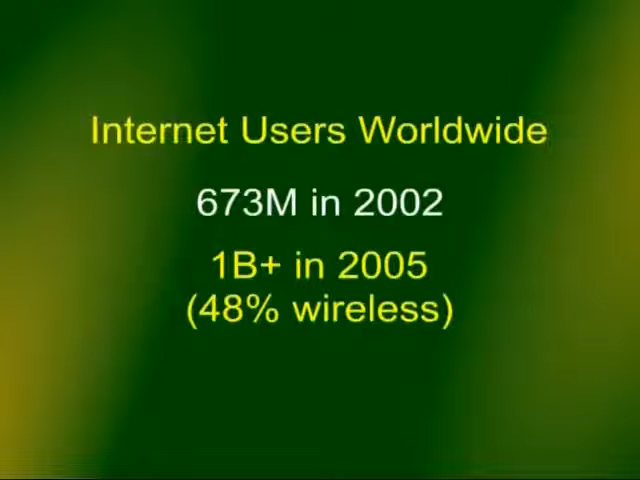 Internet Users Worldwide
673M in 2002
1B+ in 2005
(48% wireless)